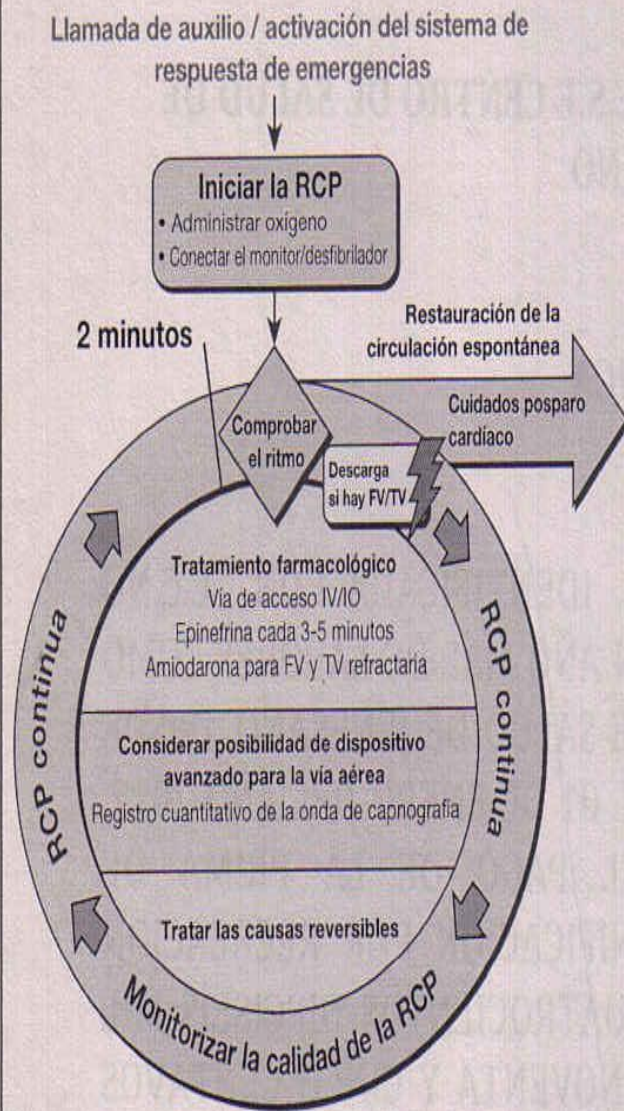 Llamada de auxilio / activación del sistema de
respuesta de emergencias
Iniciar la RCP
• Administrar oxígeno
• Conectar el monitor/desfibrilador
2 minutos
Restauración de la
circulación espontánea
Cuidados posparo
cardíaco
Comprobar
el ritmo
Descarga
si hay FV/TV
Tratamiento farmacológico
Vía de acceso IV/IO
Epinefrina cada 3-5 minutos
Amiodarona para FV y TV refractaria
Considerar posibilidad de dispositivo
avanzado para la vía aérea
Registro cuantitativo de la onda de capnografía
Tratar las causas reversibles
RCP continua
RCP continua
Monitorizar la calidad de la RCP